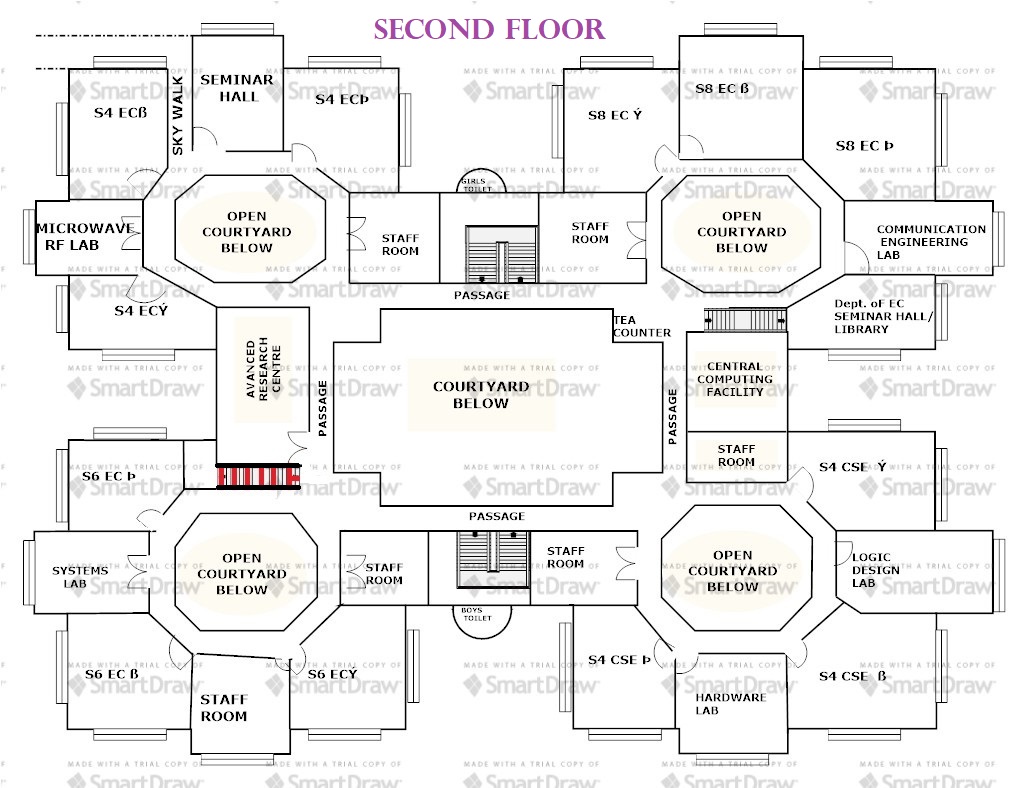 SECOND FLOOR
SEMINAR
HALL
S4 ECß
SKY WALK
S4 ECÞ
S8 EC Ý
S8 EC ß
S8 EC Þ
GIRLS
TOILET
MICROWAVE
RF LAB
OPEN
COURTYARD
BELOW
STAFF
ROOM
STAFF
ROOM
OPEN
COURTYARD
BELOW
COMMUNICATION
ENGINEERING
LAB
S4 ECÝ
PASSAGE
TEA
COUNTER
Dept. of EC
SEMINAR HALL/
LIBRARY
AVANCED
RESEARCH
CENTRE
PASSAGE
COURTYARD
BELOW
PASSAGE
CENTRAL
COMPUTING
FACILITY
STAFF
ROOM
S6 EC Þ
S4 CSE Ý
PASSAGE
SYSTEMS
LAB
OPEN
COURTYARD
BELOW
STAFF
ROOM
STAFF
ROOM
OPEN
COURTYARD
BELOW
LOGIC
DESIGN
LAB
BOYS
TOILET
S6 EC ß
STAFF
ROOM
S6 ECÝ
S4 CSE Þ
HARDWARE
LAB
S4 CSE ß
MADE WITH A TRIAL COPY OF
SmartDraw